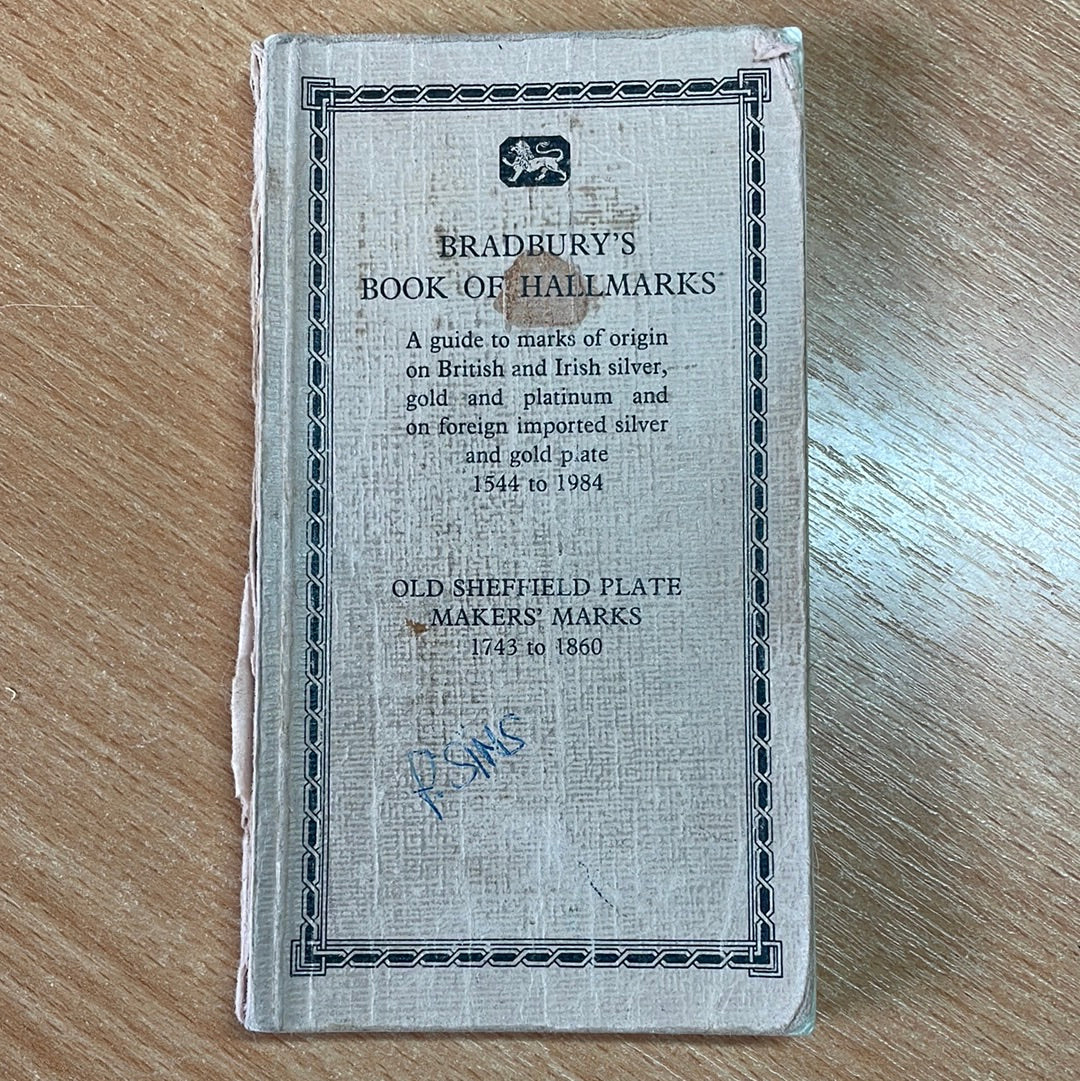 BRADBURY'S
BOOK OF HALLMARKS
A guide to marks of origin
on British and Irish silver,
gold and platinum and
on foreign imported silver
and gold plate
1544 to 1984
OLD SHEFFIELD PLATE
MAKERS' MARKS
1743 to 1860
P. SIMS